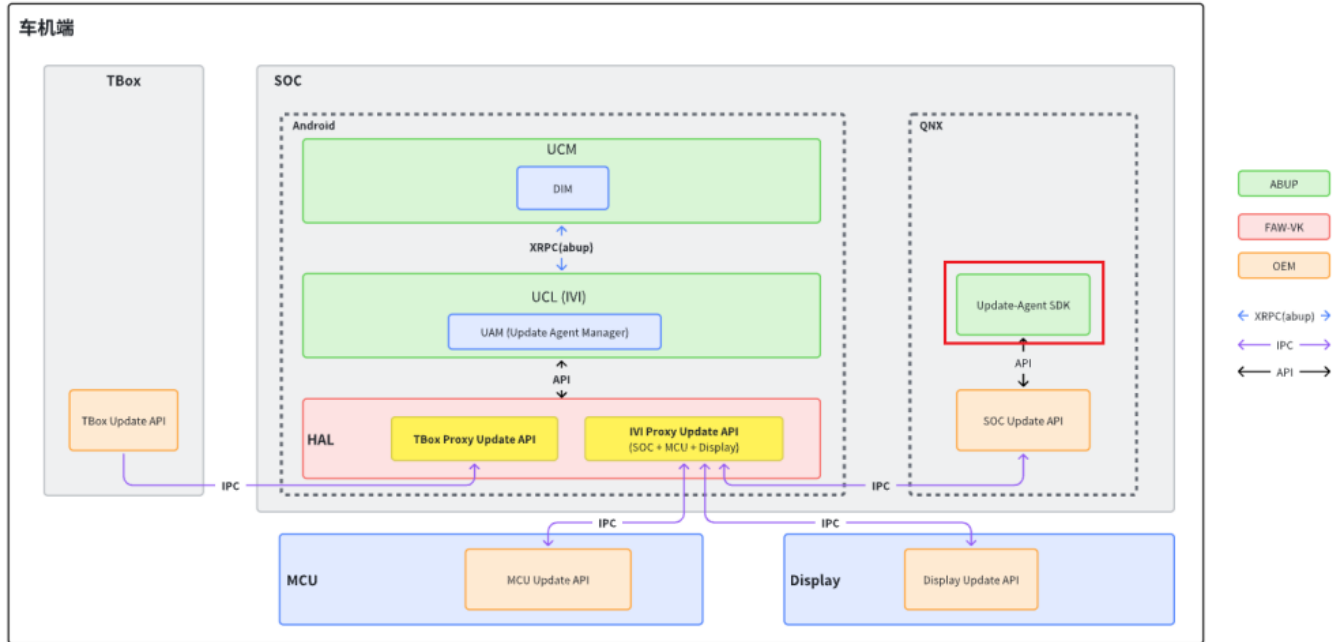 车机端
TBox
SOC
Android
QNX
UCM
DIM
XRPC(abup)
UCL (IVI)
UAM (Update Agent Manager)
Update-Agent SDK
API
API
HAL
TBox Update API
TBox Proxy Update API
IVI Proxy Update API
(SOC + MCU + Display)
SOC Update API
IPC
IPC
IPC
IPC
MCU
MCU Update API
Display
Display Update API
ABUP
FAW-VK
OEM
XRPC(abup)
IPC
API